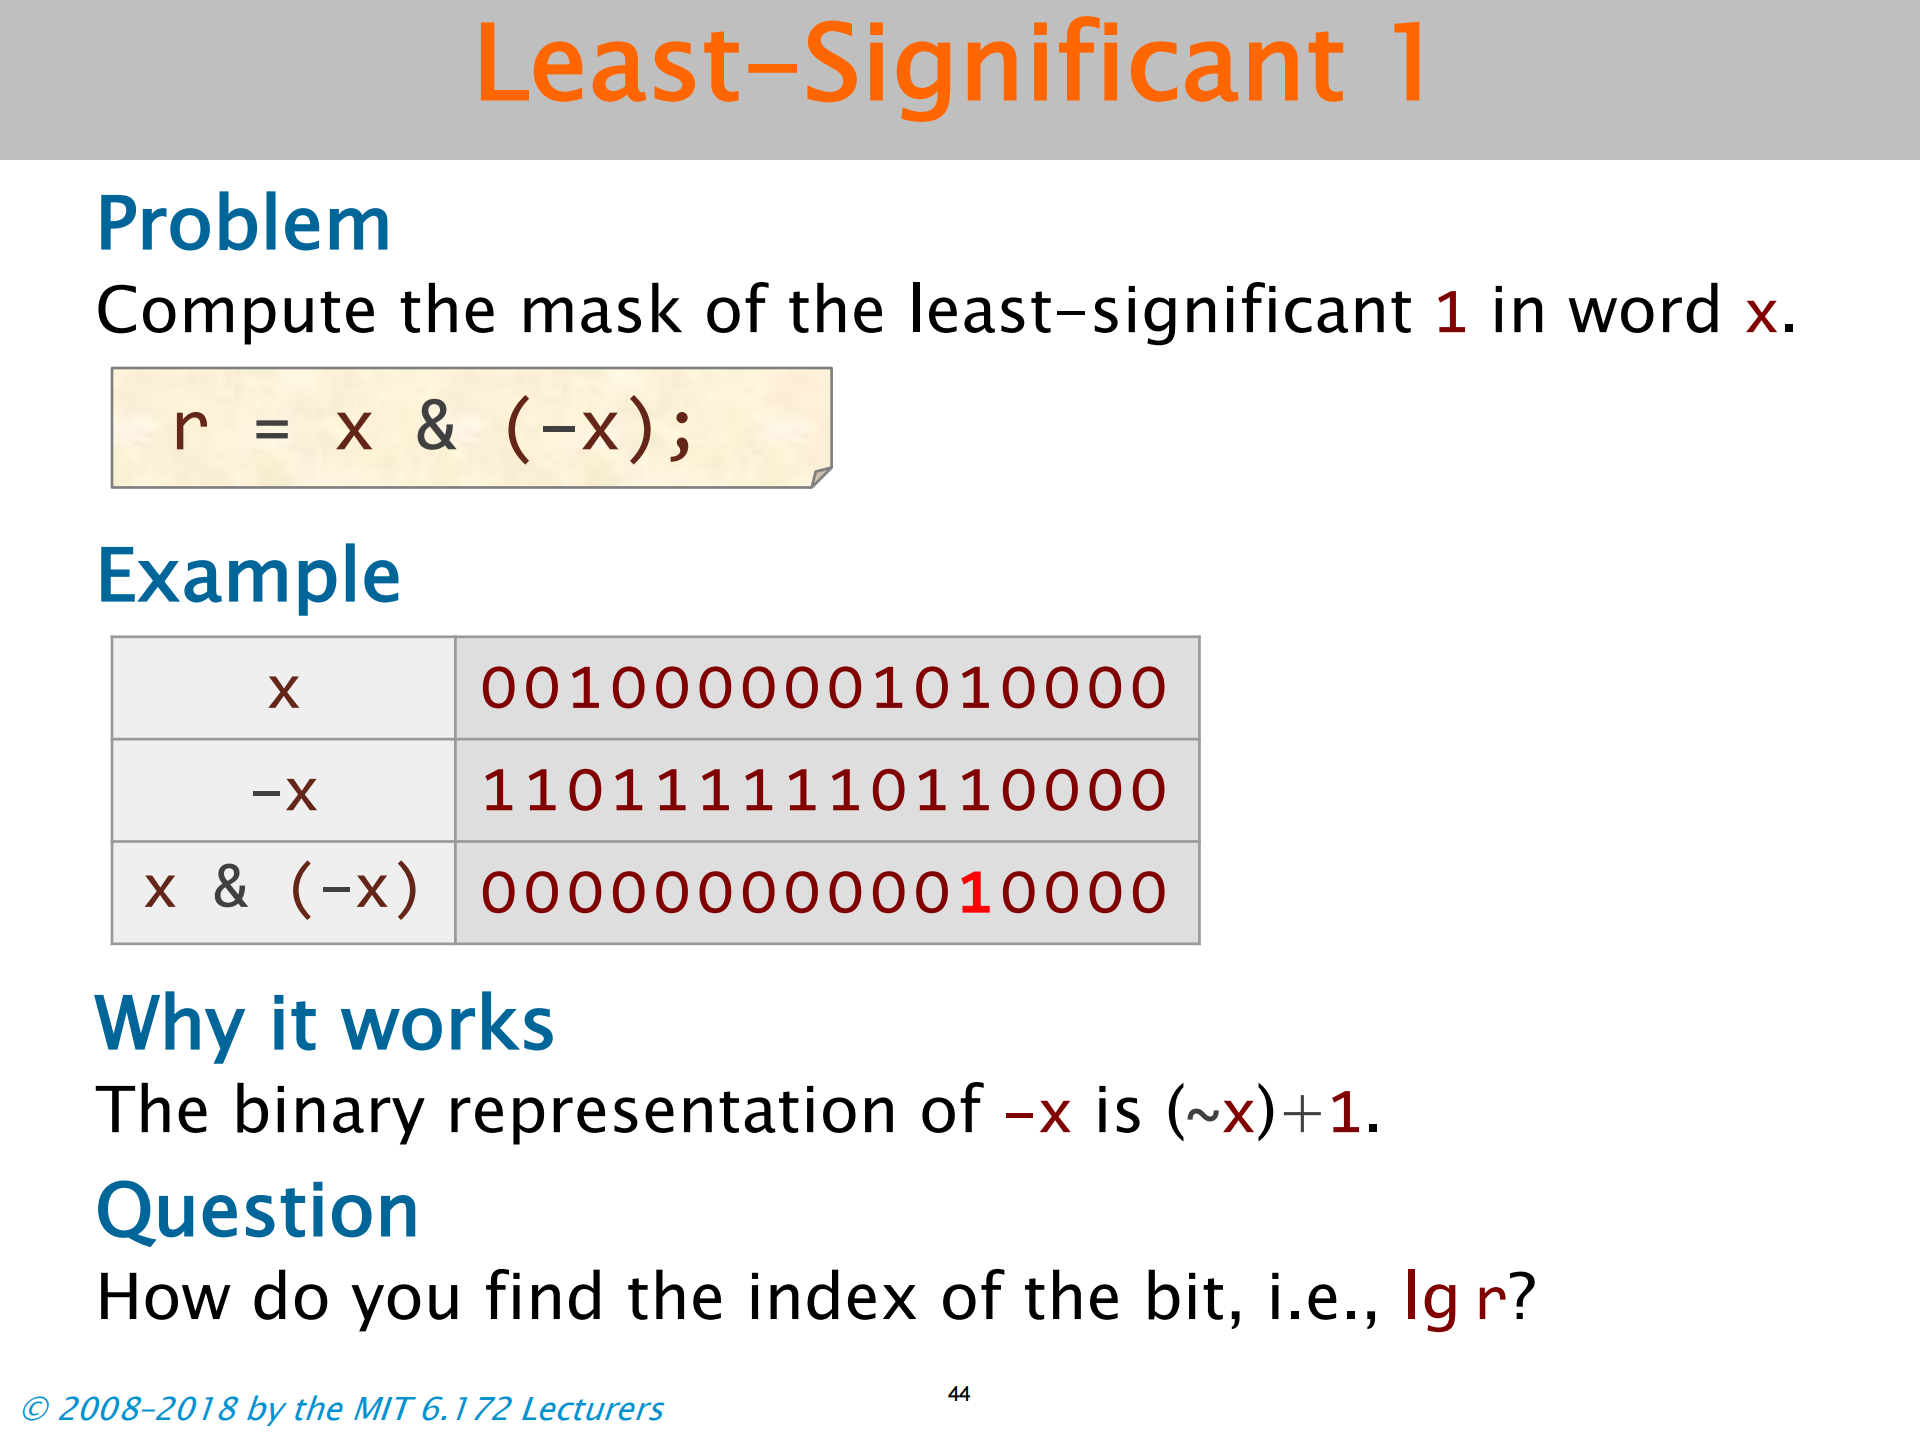 Least-Significant 1
Problem
Compute the mask of the least-significant 1 in word x.
r = x & (-x);
Example
x 0010000001010000
-x 1101111110110000
x & (-x) 0000000000010000
Why it works
The binary representation of -x is (~x)+1.
Question
How do you find the index of the bit, i.e., lg r?
© 2008-2018 by the MIT 6.172 Lecturers
44